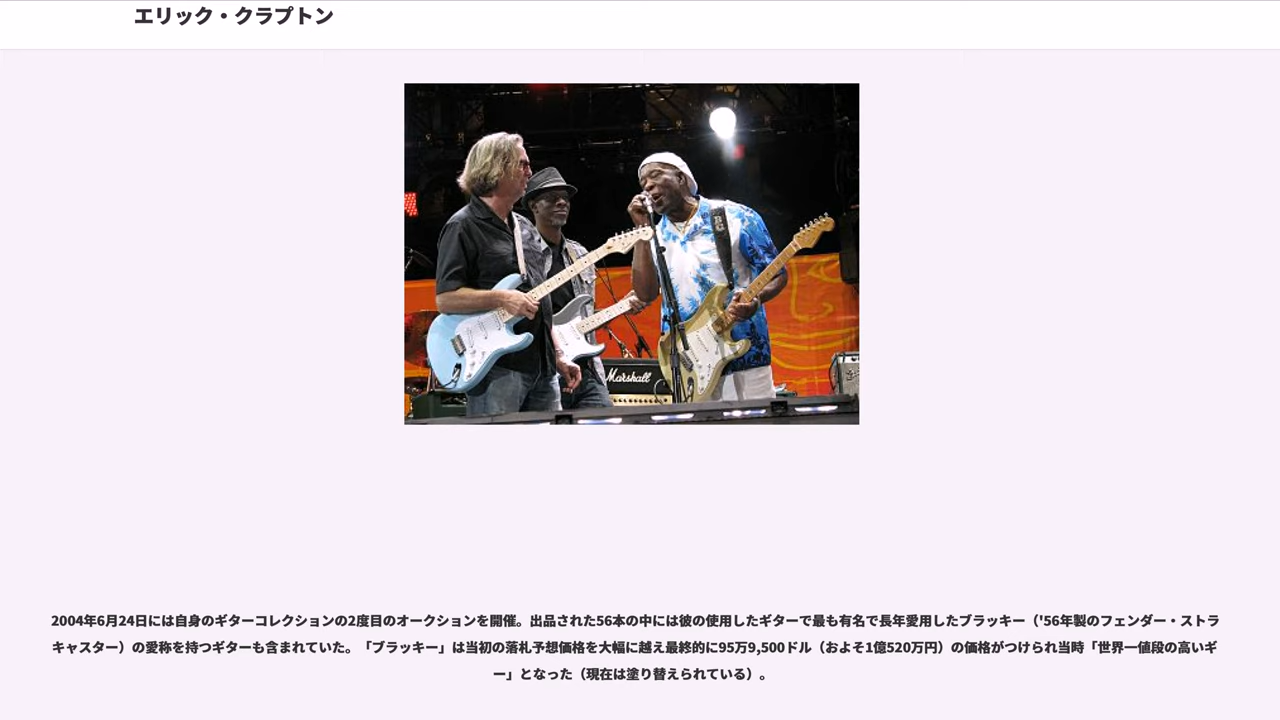 エリック・クラプトン
Marshall
2004年6月24日には自身のギターコレクションの2度目のオークションを開催。出品された56本の中には彼の使用したギターで最も有名で長年愛用したブラッキー（'56年製のフェンダー・ストラ
キャスター）の愛称を持つギターも含まれていた。「ブラッキー」は当初の落札予想価格を大幅に越え最終的に95万9,500ドル（およそ1億520万円）の価格がつけられ当時「世界一値段の高いギ
ー」となった（現在は塗り替えられている）。